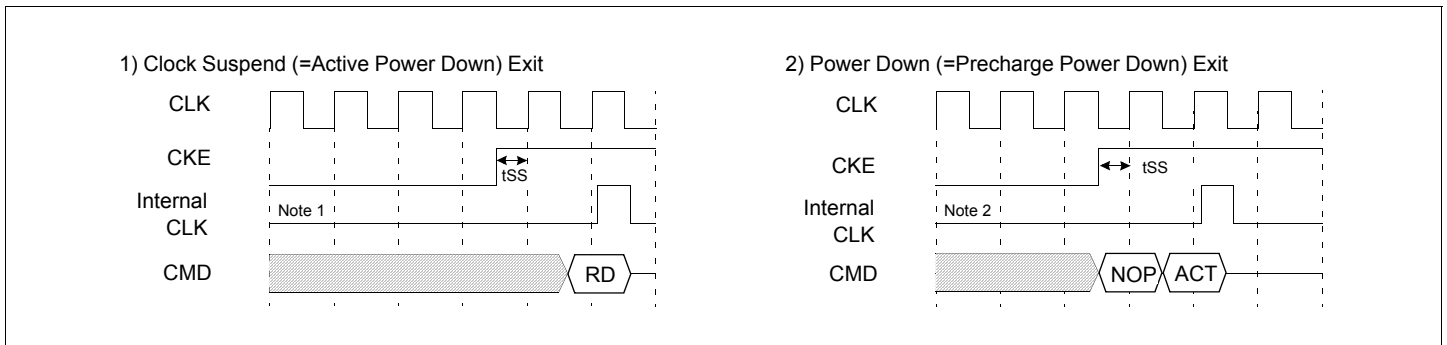 1) Clock Suspend (=Active Power Down) Exit
CLK
CKE
tSS
Internal
CLK
Note 1
CMD
RD
2) Power Down (=Precharge Power Down) Exit
CLK
CKE
tSS
Internal
CLK
Note 2
CMD
NOP
ACT